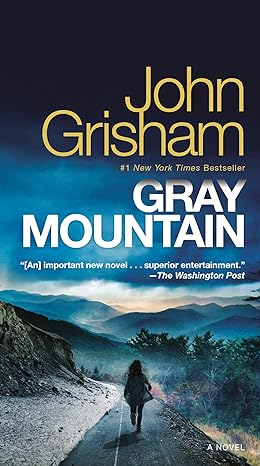 John
Grisham
#1 New York Times Bestseller
GRAY
MOUNTAIN
“[An] important new novel . . . superior entertainment.”
—The Washington Post
A NOVEL